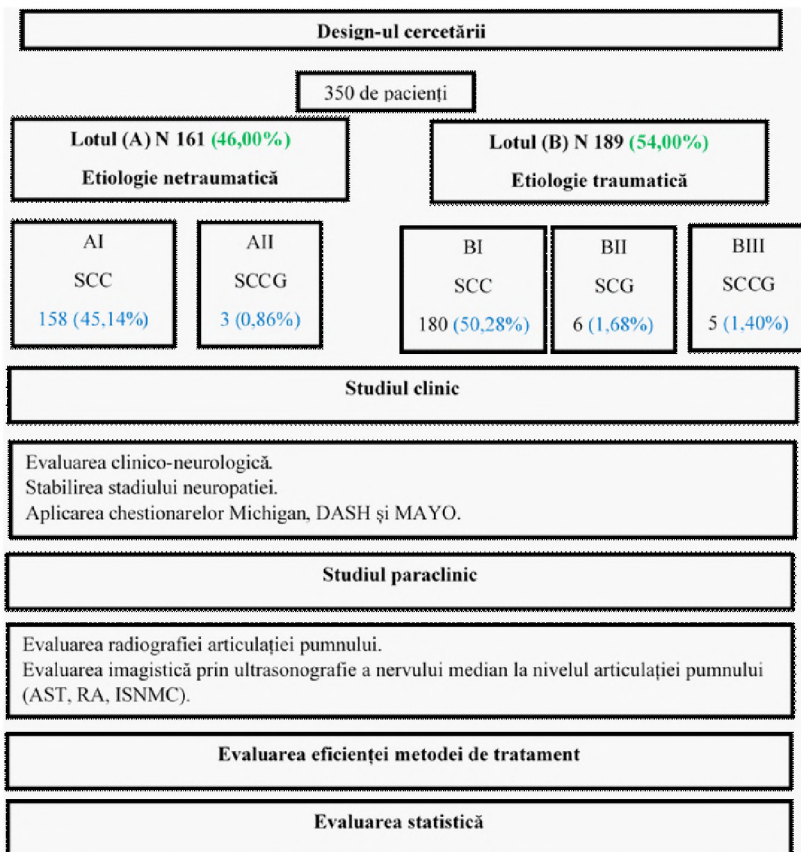 Design-ul cercetării
350 de pacienți
Lotul (A) N 161 (46,00%)
Etiologie netraumatică
Lotul (B) N 189 (54,00%)
Etiologie traumatică
AI
SCC
158 (45,14%)
AII
SCCG
3 (0,86%)
BI
SCC
180 (50,28%)
BII
SCG
6 (1,68%)
BIII
SCCG
5 (1,40%)
Studiul clinic
Evaluarea clinico-neurologică.
Stabilirea stadiului neuropatiei.
Aplicarea chestionarelor Michigan, DASH și MAYO.
Studiul paraclinic
Evaluarea radiografiei articulației pumnului.
Evaluarea imagistică prin ultrasonografie a nervului median la nivelul articulației pumnului
(AST, RA, ISNMC).
Evaluarea eficienței metodei de tratament
Evaluarea statistică